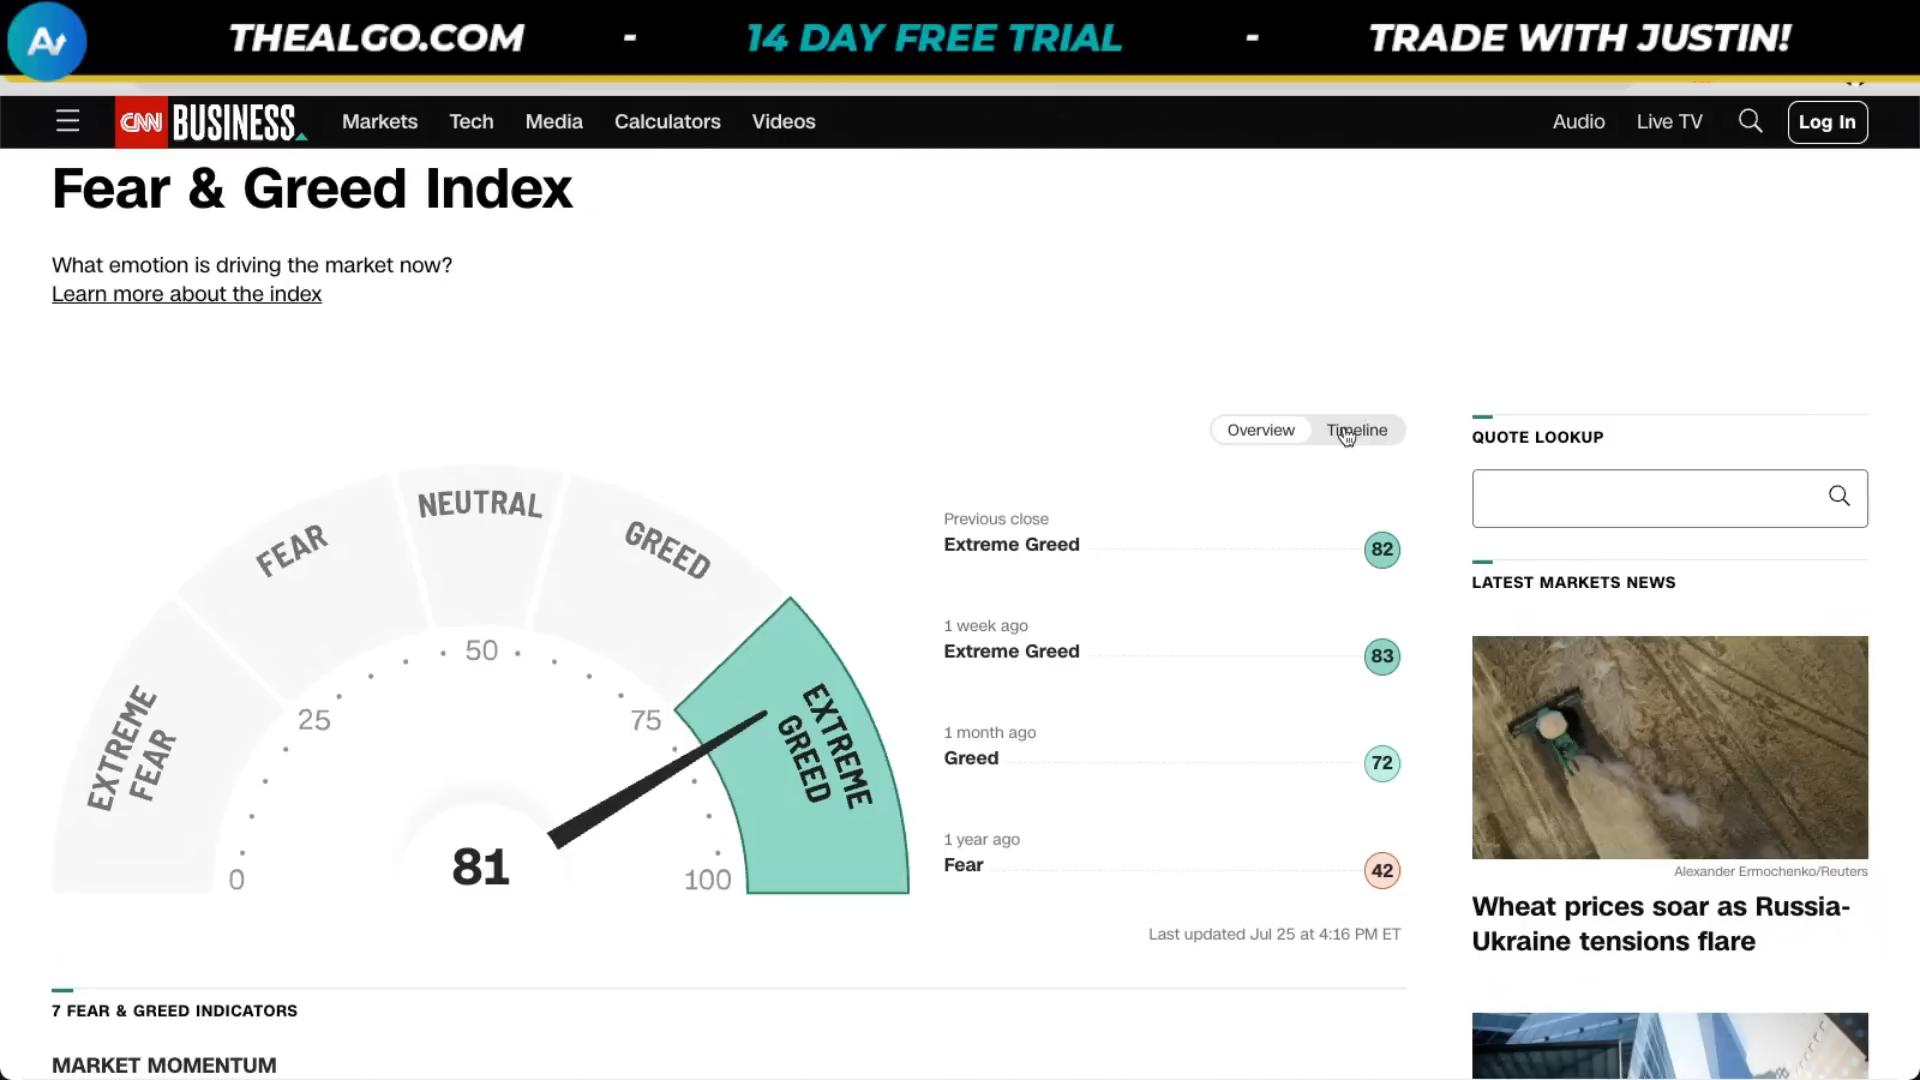 THEALGO.COM - 14 DAY FREE TRIAL - TRADE WITH JUSTIN!
CNN BUSINESS Markets Tech Media Calculators Videos Audio Live TV Log In
Fear & Greed Index
What emotion is driving the market now?
Learn more about the index
Overview Timeline
EXTREME FEAR
FEAR
NEUTRAL
GREED
EXTREME GREED
0
25
50
75
100
81
Previous close
Extreme Greed 82
1 week ago
Extreme Greed 83
1 month ago
Greed 72
1 year ago
Fear 42
Last updated Jul 25 at 4:16 PM ET
7 FEAR & GREED INDICATORS
MARKET MOMENTUM
QUOTE LOOKUP
LATEST MARKETS NEWS
Alexander Ermochenko/Reuters
Wheat prices soar as Russia-
Ukraine tensions flare